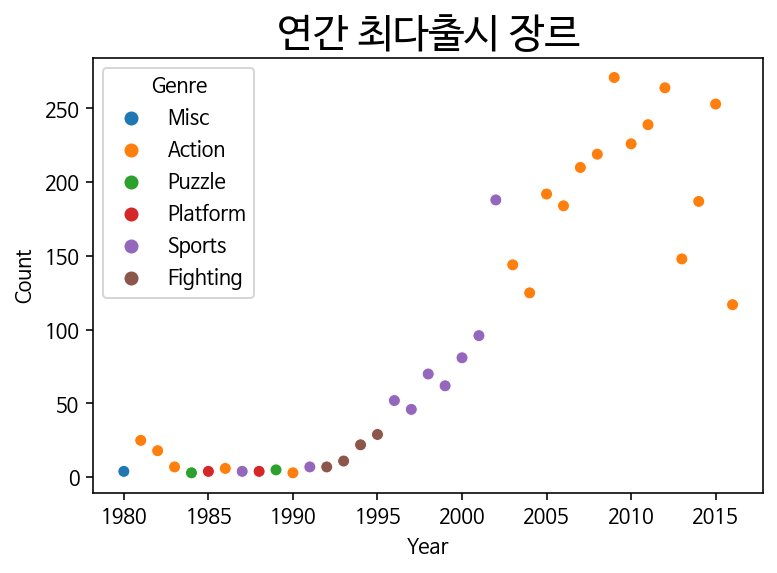 연간 최다출시 장르
Genre
Misc
Action
Puzzle
Platform
Sports
Fighting
Count
250
200
150
100
50
0
1980 1985 1990 1995 2000 2005 2010 2015
Year